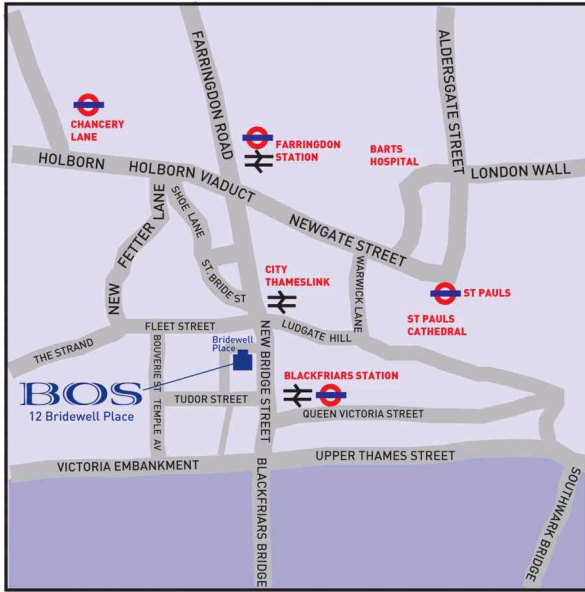 FARRINGDON ROAD
ALDERSGATE STREET
CHANCERY
LANE
FARRINGDON
STATION
BARTS
HOSPITAL
HOLBORN
HOLBORN VIADUCT
LONDON WALL
NEW FETTER LANE
SHOE LANE
NEWGATE STREET
ST. BRIDE ST
CITY
THAMESLINK
WARWICK LANE
ST PAULS
ST PAULS
CATHEDRAL
FLEET STREET
LUDGATE HILL
THE STRAND
Bridewell
Place
NEW BRIDGE STREET
BOUVERIE ST
TEMPLE AV
BOS
12 Bridewell Place
BLACKFRIARS STATION
TUDOR STREET
QUEEN VICTORIA STREET
VICTORIA EMBANKMENT
UPPER THAMES STREET
BLACKFRIARS BRIDGE
SOUTHWARK BRIDGE